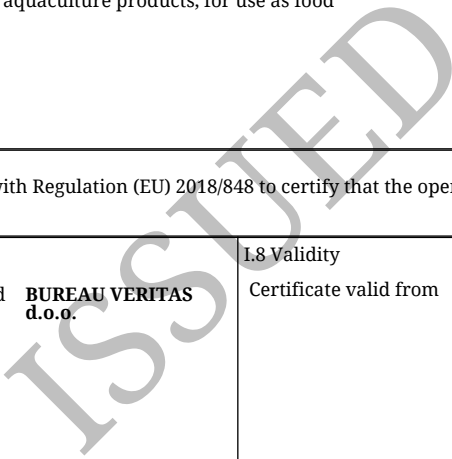 aquaculture products, for use as food
with Regulation (EU) 2018/848 to certify that the oper
I.8 Validity
BUREAU VERITAS
d.o.o.
Certificate valid from
ISSUED